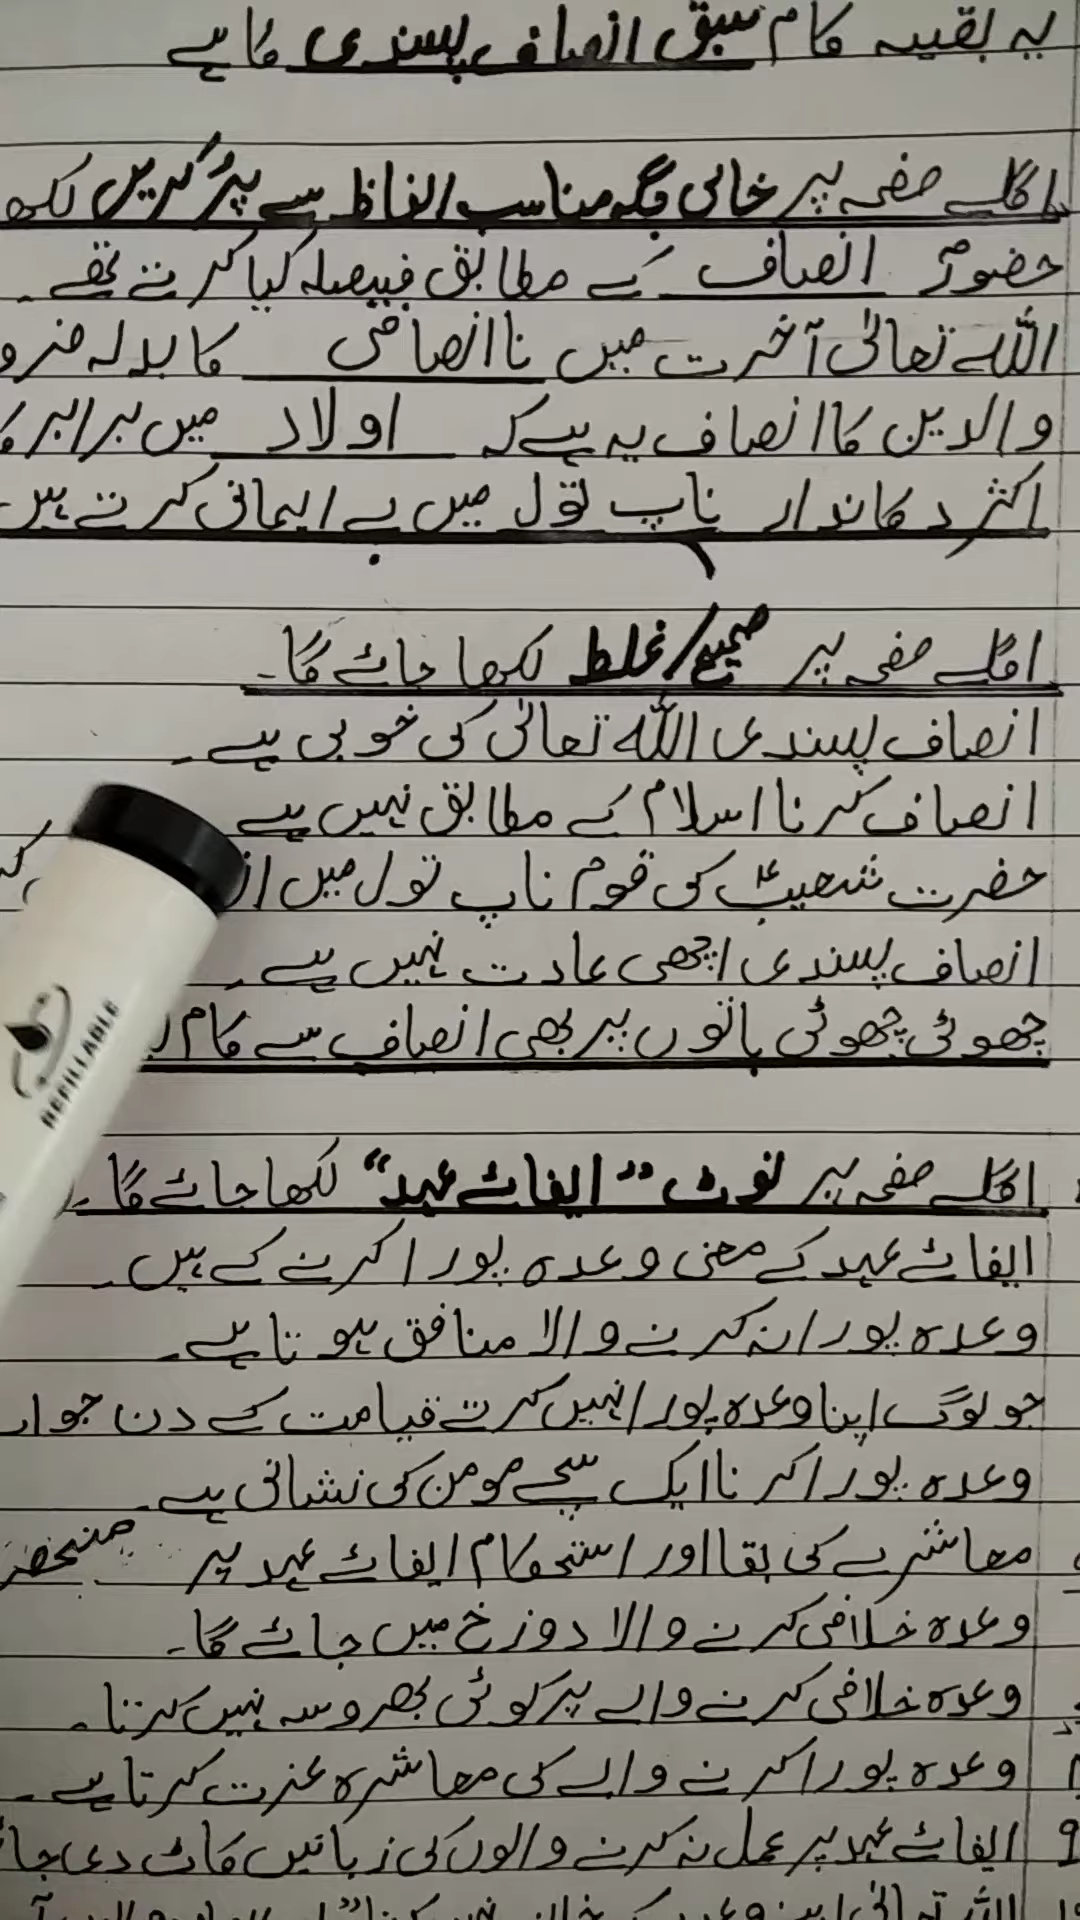 یہ بقیہ کام سبق انصاف پسندی کا ہے
اگلے صفحہ پر خالی جگہ مناسب الفاظ سے پُر کریں لکھ
حضورؐ انصاف کے مطابق فیصلہ کیا کرتے تھے۔
اللہ تعالیٰ آخرت میں ناانصافی کا بدلہ ضرو
والدین کا انصاف یہ ہے کہ اولاد میں برابر
اکثر دکاندار ناپ تول میں بے ایمانی کرتے ہیں
اگلے صفحہ پر صحیح/غلط لکھا جائے گا۔
انصاف پسندی اللہ تعالیٰ کی خوبی ہے۔
انصاف کرنا اسلام کے مطابق نہیں ہے
حضرت شعیبؑ کی قوم ناپ تول میں
انصاف پسندی اچھی عادت نہیں ہے۔
چھوئی چھوئی باتوں پر بھی انصاف سے کام
REFILLABLE
اگلے صفحہ پر نوٹ "ایفائے عہد" لکھا جائے گا۔
ایفائے عہد کے معنی وعدہ پورا کرنے کے ہیں۔
وعدہ پورا نہ کرنے والا منافق ہوتا ہے۔
جو لوگ اپنا وعدہ پورا نہیں کرتے قیامت کے دن جواب
وعدہ پورا کرنا ایک سچے مومن کی نشانی ہے۔
معاشرے کی بقا اور استحکام ایفائے عہد پر منحصر
وعدہ خلافی کرنے والا دوزخ میں جائے گا۔
وعدہ خلافی کرنے والے پر کوئی بھروسہ نہیں کرتا۔
وعدہ پورا کرنے والے کی معاشرہ عزت کرتا ہے۔
9 ایفائے عہد پر عمل نہ کرنے والوں کی زبانیں کاٹ دی جا